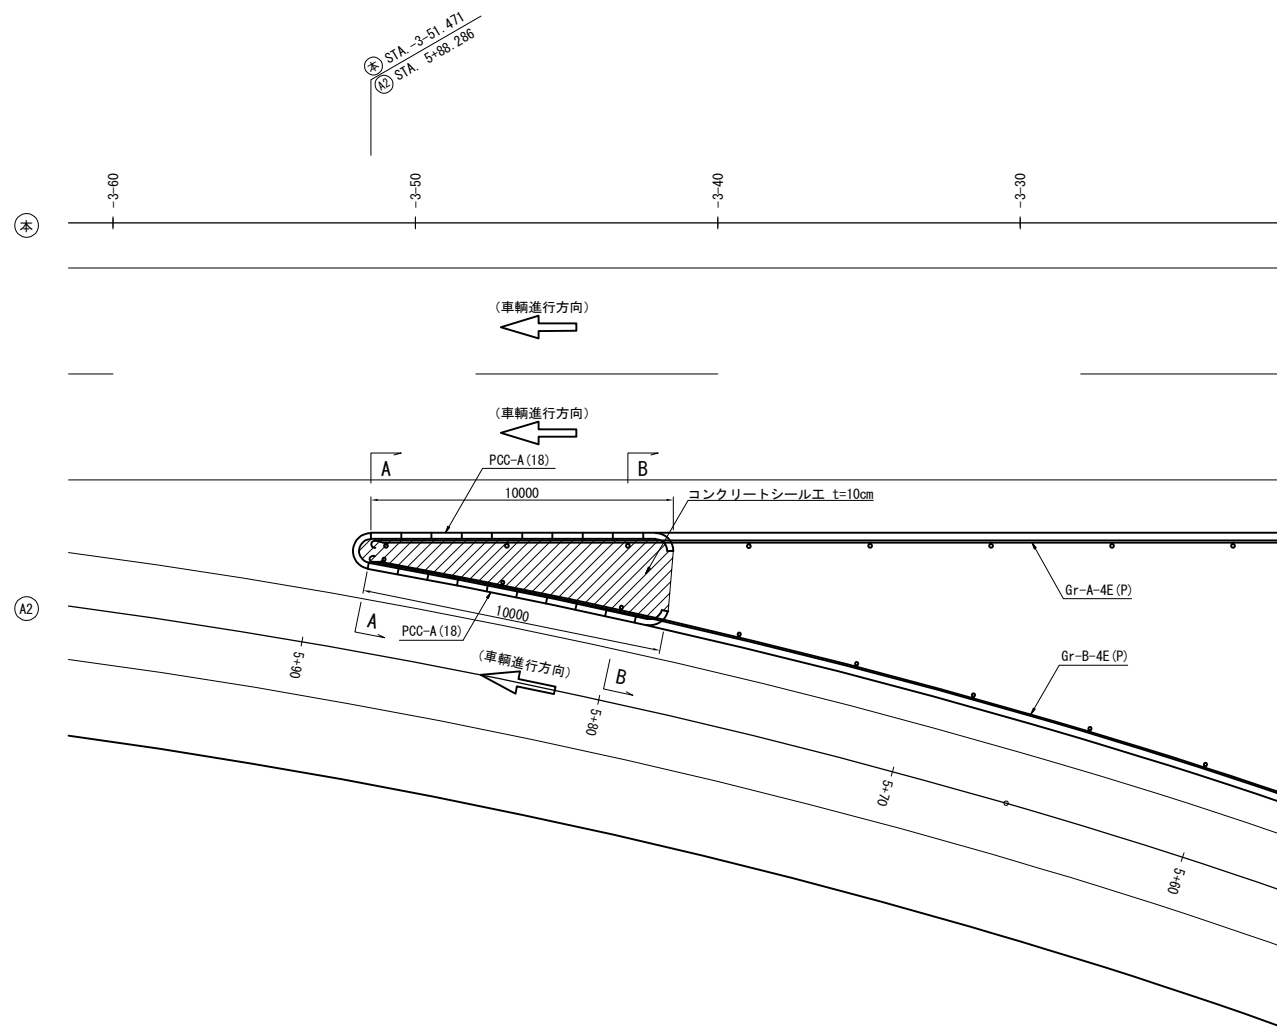 本 STA.-3-51.471
A2 STA. 5+88.286
-3-60
-3-50
-3-40
-3-30
本
(車輌進行方向)
(車輌進行方向)
A
PCC-A(18)
B
10000
コンクリートシール工 t=10cm
Gr-A-4E(P)
A2
10000
A
PCC-A(18)
(車輌進行方向)
B
Gr-B-4E(P)
5+90
5+80
5+70
5+60